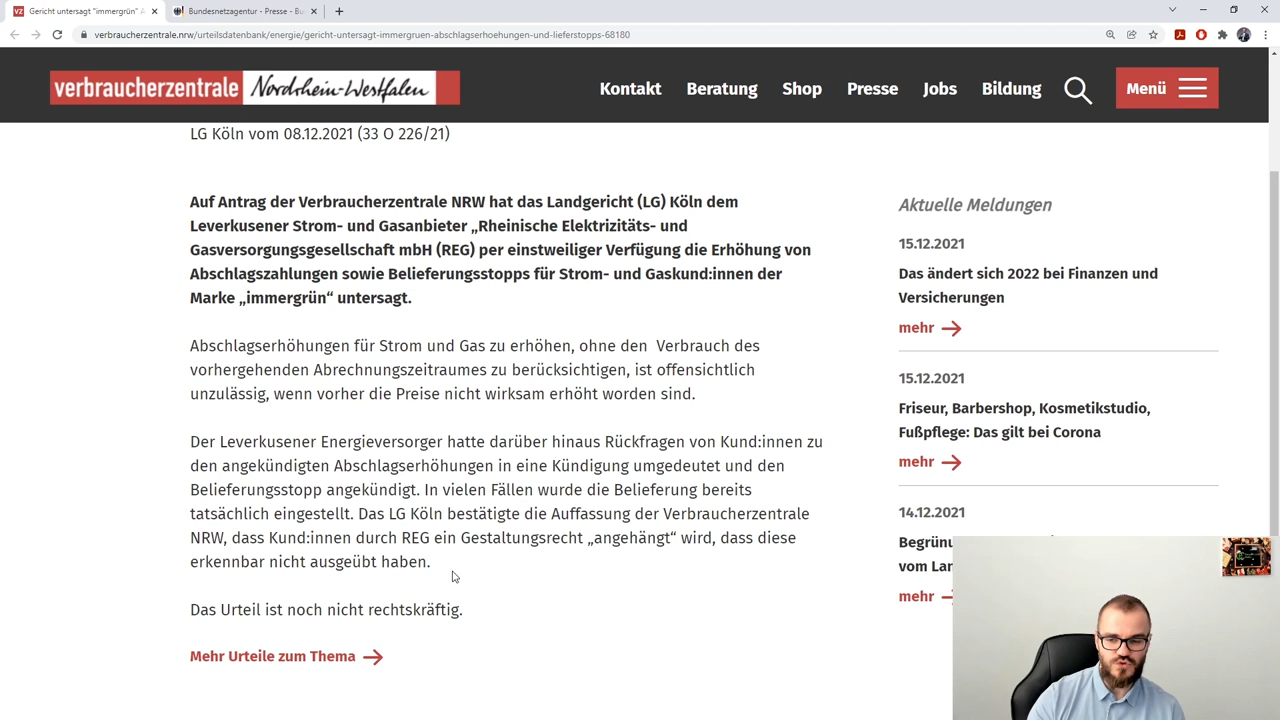 Gericht untersagt "immergrün" A
Bundesnetzagentur - Presse - Bu
verbraucherzentrale.nrw/urteilsdatenbank/energie/gericht-untersagt-immergruen-abschlagserhoehungen-und-lieferstopps-68180
verbraucherzentrale Nordrhein-Westfalen
Kontakt Beratung Shop Presse Jobs Bildung Menü
LG Köln vom 08.12.2021 (33 O 226/21)
Auf Antrag der Verbraucherzentrale NRW hat das Landgericht (LG) Köln dem
Leverkusener Strom- und Gasanbieter „Rheinische Elektrizitäts- und
Gasversorgungsgesellschaft mbH (REG) per einstweiliger Verfügung die Erhöhung von
Abschlagszahlungen sowie Belieferungsstopps für Strom- und Gaskund:innen der
Marke „immergrün“ untersagt.
Abschlagserhöhungen für Strom und Gas zu erhöhen, ohne den Verbrauch des
vorhergehenden Abrechnungszeitraumes zu berücksichtigen, ist offensichtlich
unzulässig, wenn vorher die Preise nicht wirksam erhöht worden sind.
Der Leverkusener Energieversorger hatte darüber hinaus Rückfragen von Kund:innen zu
den angekündigten Abschlagserhöhungen in eine Kündigung umgedeutet und den
Belieferungsstopp angekündigt. In vielen Fällen wurde die Belieferung bereits
tatsächlich eingestellt. Das LG Köln bestätigte die Auffassung der Verbraucherzentrale
NRW, dass Kund:innen durch REG ein Gestaltungsrecht „angehängt“ wird, dass diese
erkennbar nicht ausgeübt haben.
Das Urteil ist noch nicht rechtskräftig.
Mehr Urteile zum Thema
Aktuelle Meldungen
15.12.2021
Das ändert sich 2022 bei Finanzen und
Versicherungen
mehr
15.12.2021
Friseur, Barbershop, Kosmetikstudio,
Fußpflege: Das gilt bei Corona
mehr
14.12.2021
Begrünu
vom Lan
mehr